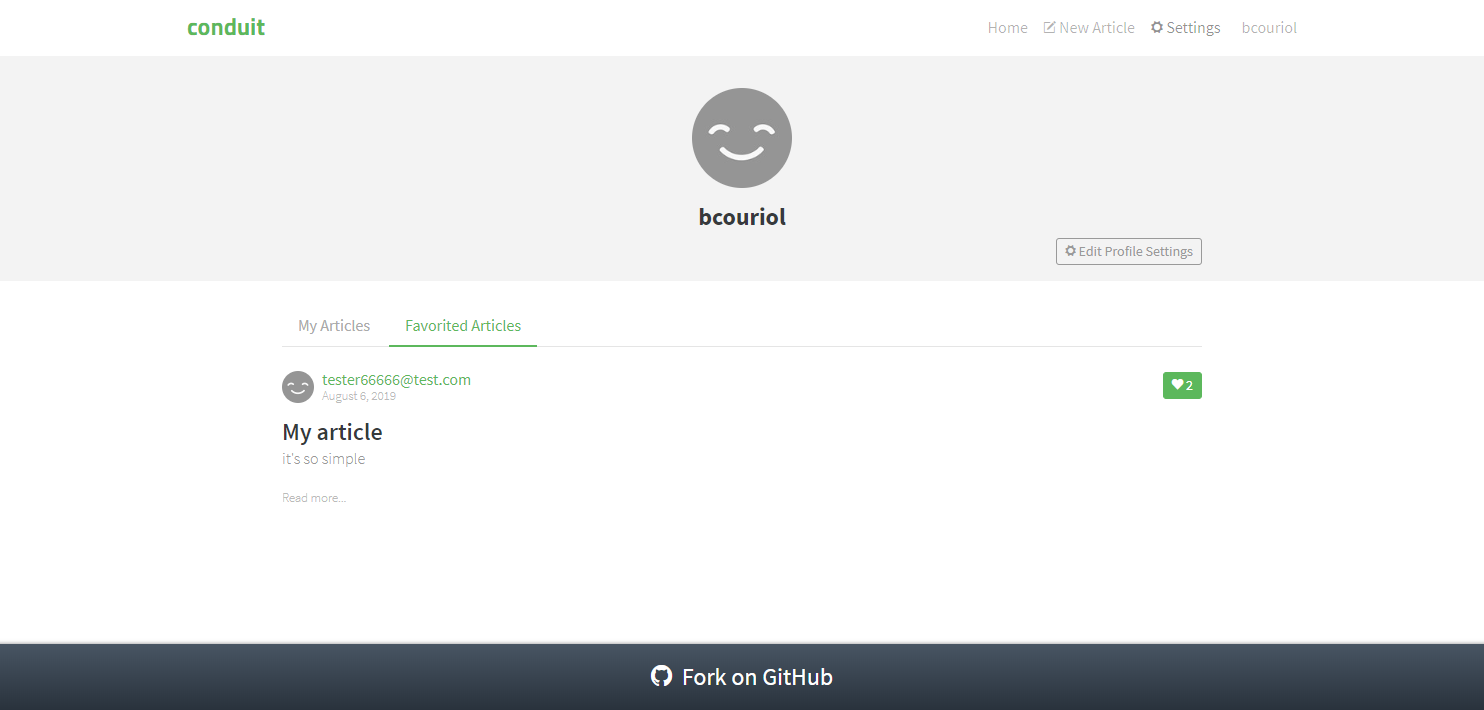 conduit
Home New Article Settings bcouriol
bcouriol
Edit Profile Settings
My Articles Favorited Articles
tester66666@test.com
August 6, 2019
2
My article
it's so simple
Read more...
Fork on GitHub